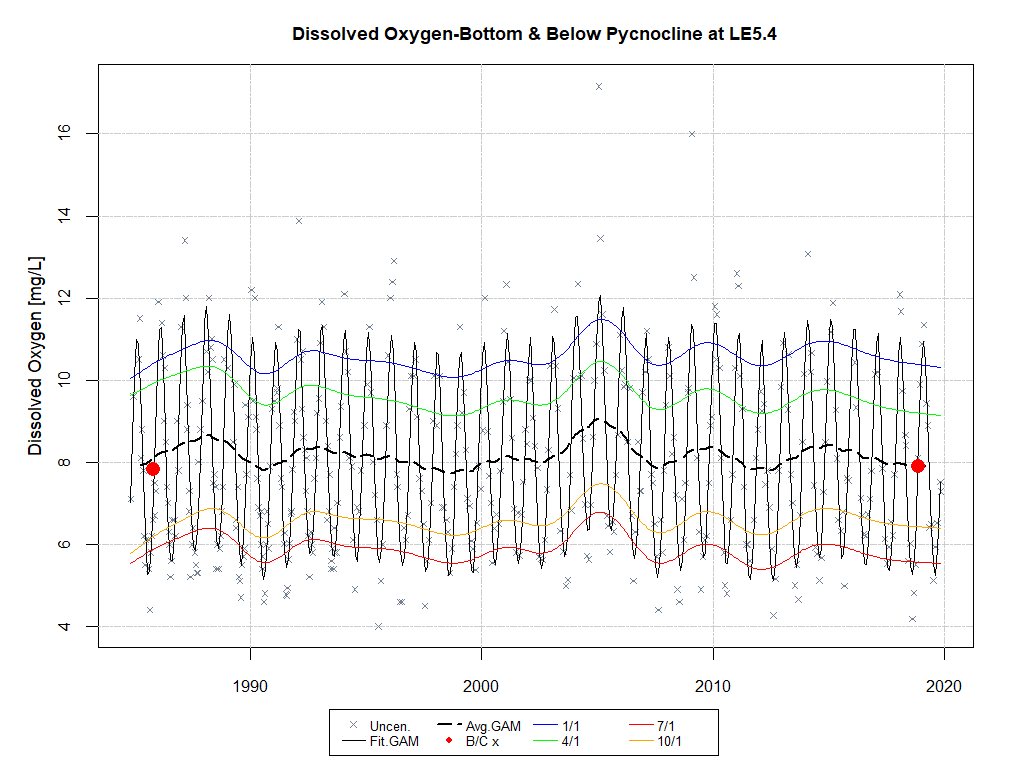 Dissolved Oxygen-Bottom & Below Pycnocline at LE5.4
Dissolved Oxygen [mg/L]
16
14
12
10
8
6
4
1990 2000 2010 2020
Uncen. Avg.GAM 1/1 7/1
Fit.GAM B/C x 4/1 10/1